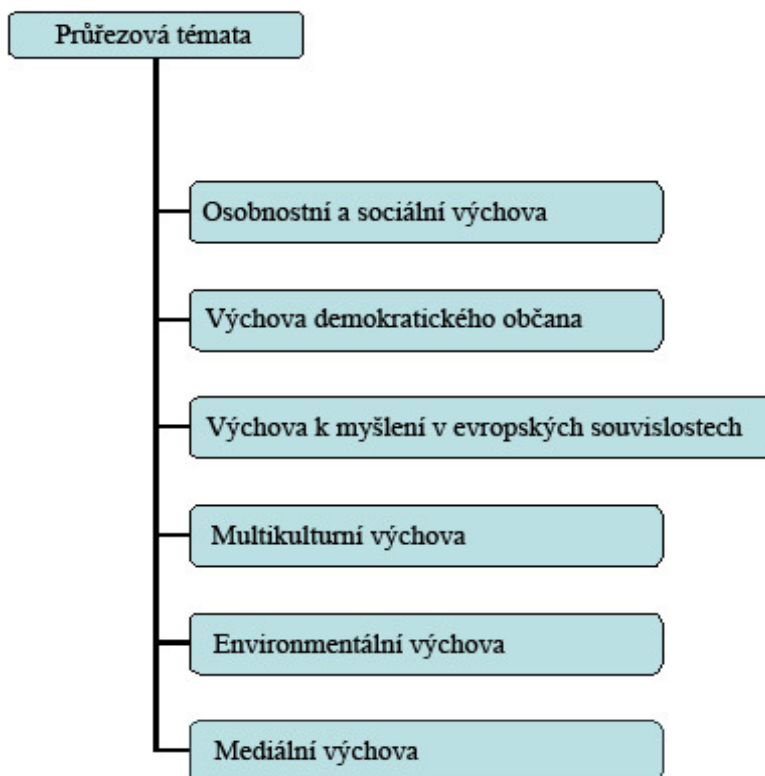 Průřezová témata
Osobnostní a sociální výchova
Výchova demokratického občana
Výchova k myšlení v evropských souvislostech
Multikulturní výchova
Environmentální výchova
Mediální výchova